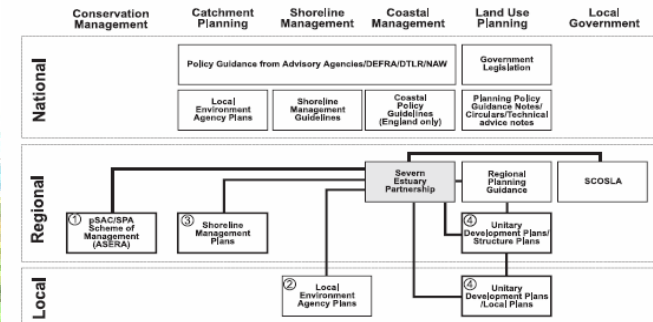 Conservation
Management
Catchment
Planning
Shoreline
Management
Coastal
Management
Land Use
Planning
Local
Government
National
Policy Guidance from Advisory Agencies/DEFRA/DTLR/NAW
Government
Legislation
Local
Environment
Agency Plans
Shoreline
Management
Guidelines
Coastal
Policy
Guidelines
(England only)
Planning Policy
Guidance Notes/
Circulars/Technical
advice notes
Regional
Severn
Estuary
Partnership
Regional
Planning
Guidance
SCOSLA
1
pSAC/SPA
Scheme of
Management
(ASERA)
3
Shoreline
Management
Plans
4
Unitary
Development Plans/
Structure Plans
Local
2
Local
Environment
Agency Plans
4
Unitary
Development Plans
/Local Plans